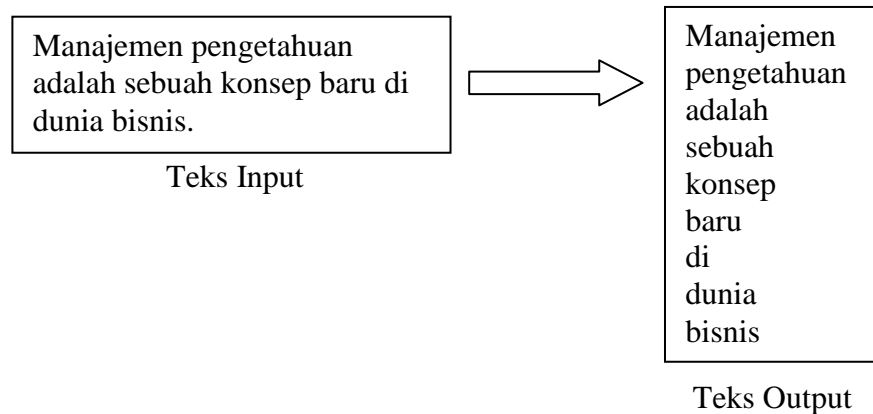 Manajemen pengetahuan
adalah sebuah konsep baru di
dunia bisnis.
Teks Input
Manajemen
pengetahuan
adalah
sebuah
konsep
baru
di
dunia
bisnis
Teks Output